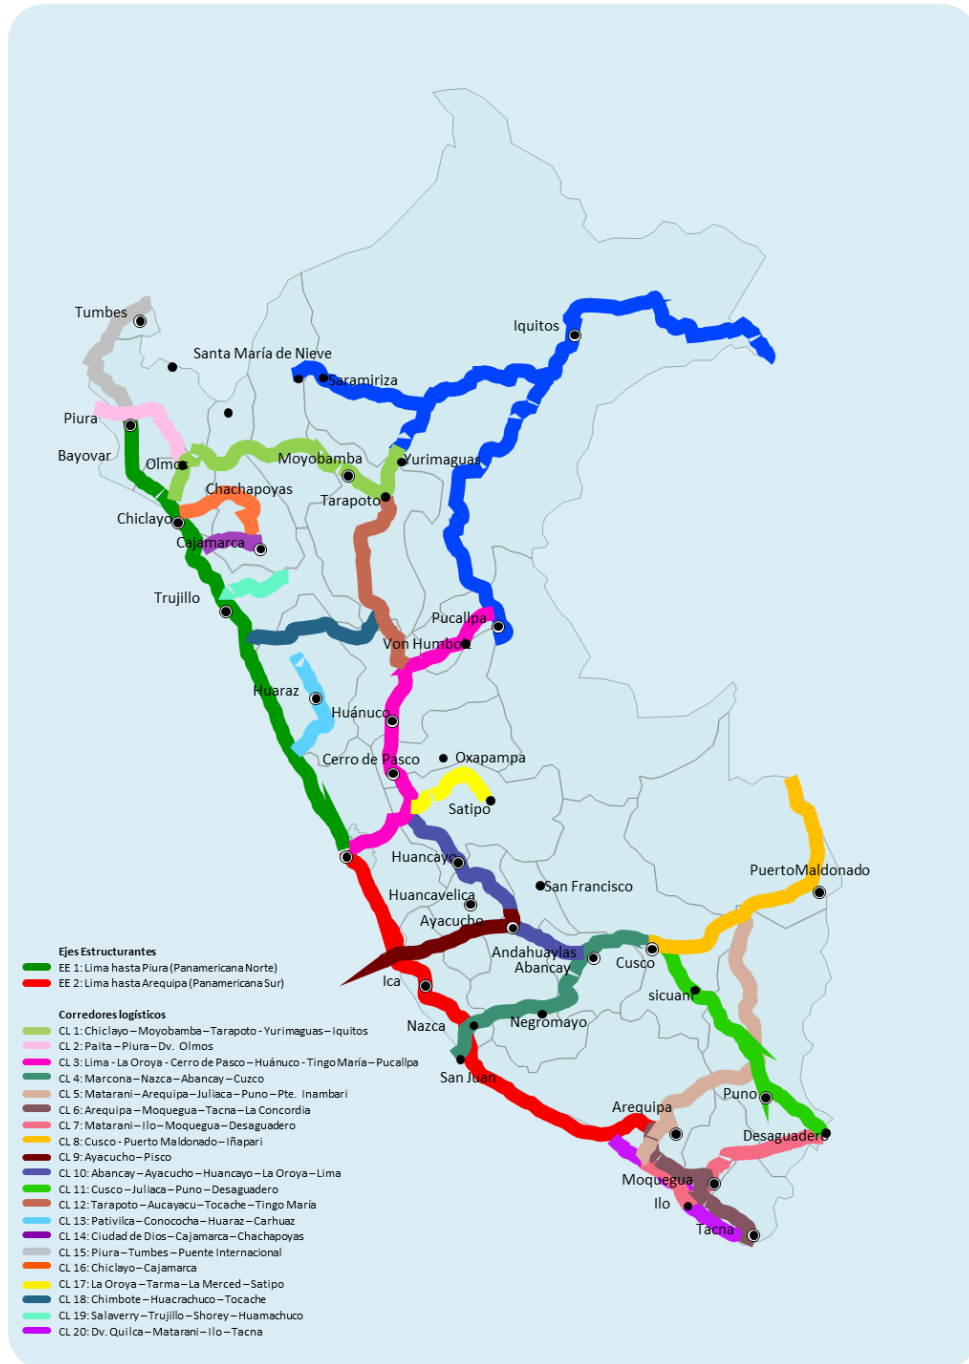 Tumbes
Iquitos
Santa María de Nieve
Saramiriza
Piura
Bayovar
Olmos
Moyobamba
Yurimaguas
Chachapoyas
Tarapoto
Chiclayo
Cajamarca
Trujillo
Pucallpa
Von Humbolt
Huaraz
Huánuco
Cerro de Pasco
Oxapampa
Satipo
Huancayo
PuertoMaldonado
San Francisco
Huancavelica
Ayacucho
Andahuaylas
Abancay
Cusco
Ica
sicuani
Nazca
Negromayo
San Juan
Puno
Arequipa
Desaguadero
Moquegua
Ilo
Tacna
Ejes Estructurantes
EE 1: Lima hasta Piura (Panamericana Norte)
EE 2: Lima hasta Arequipa (Panamericana Sur)
Corredores logísticos
CL 1: Chiclayo – Moyobamba – Tarapoto - Yurimaguas – Iquitos
CL 2: Paita – Piura – Dv. Olmos
CL 3: Lima - La Oroya - Cerro de Pasco – Huánuco - Tingo María – Pucallpa
CL 4: Marcona – Nazca – Abancay – Cuzco
CL 5: Matarani – Arequipa – Juliaca – Puno – Pte. Inambari
CL 6: Arequipa – Moquegua – Tacna – La Concordia
CL 7: Matarani – Ilo – Moquegua – Desaguadero
CL 8: Cusco - Puerto Maldonado – Iñapari
CL 9: Ayacucho – Pisco
CL 10: Abancay – Ayacucho – Huancayo – La Oroya – Lima
CL 11: Cusco – Juliaca – Puno – Desaguadero
CL 12: Tarapoto – Aucayacu – Tocache – Tingo María
CL 13: Pativilca – Conococha – Huaraz – Carhuaz
CL 14: Ciudad de Dios – Cajamarca – Chachapoyas
CL 15: Piura – Tumbes – Puente Internacional
CL 16: Chiclayo – Cajamarca
CL 17: La Oroya – Tarma – La Merced – Satipo
CL 18: Chimbote – Huacrachuco – Tocache
CL 19: Salaverry – Trujillo – Shorey – Huamachuco
CL 20: Dv. Quilca – Matarani – Ilo – Tacna